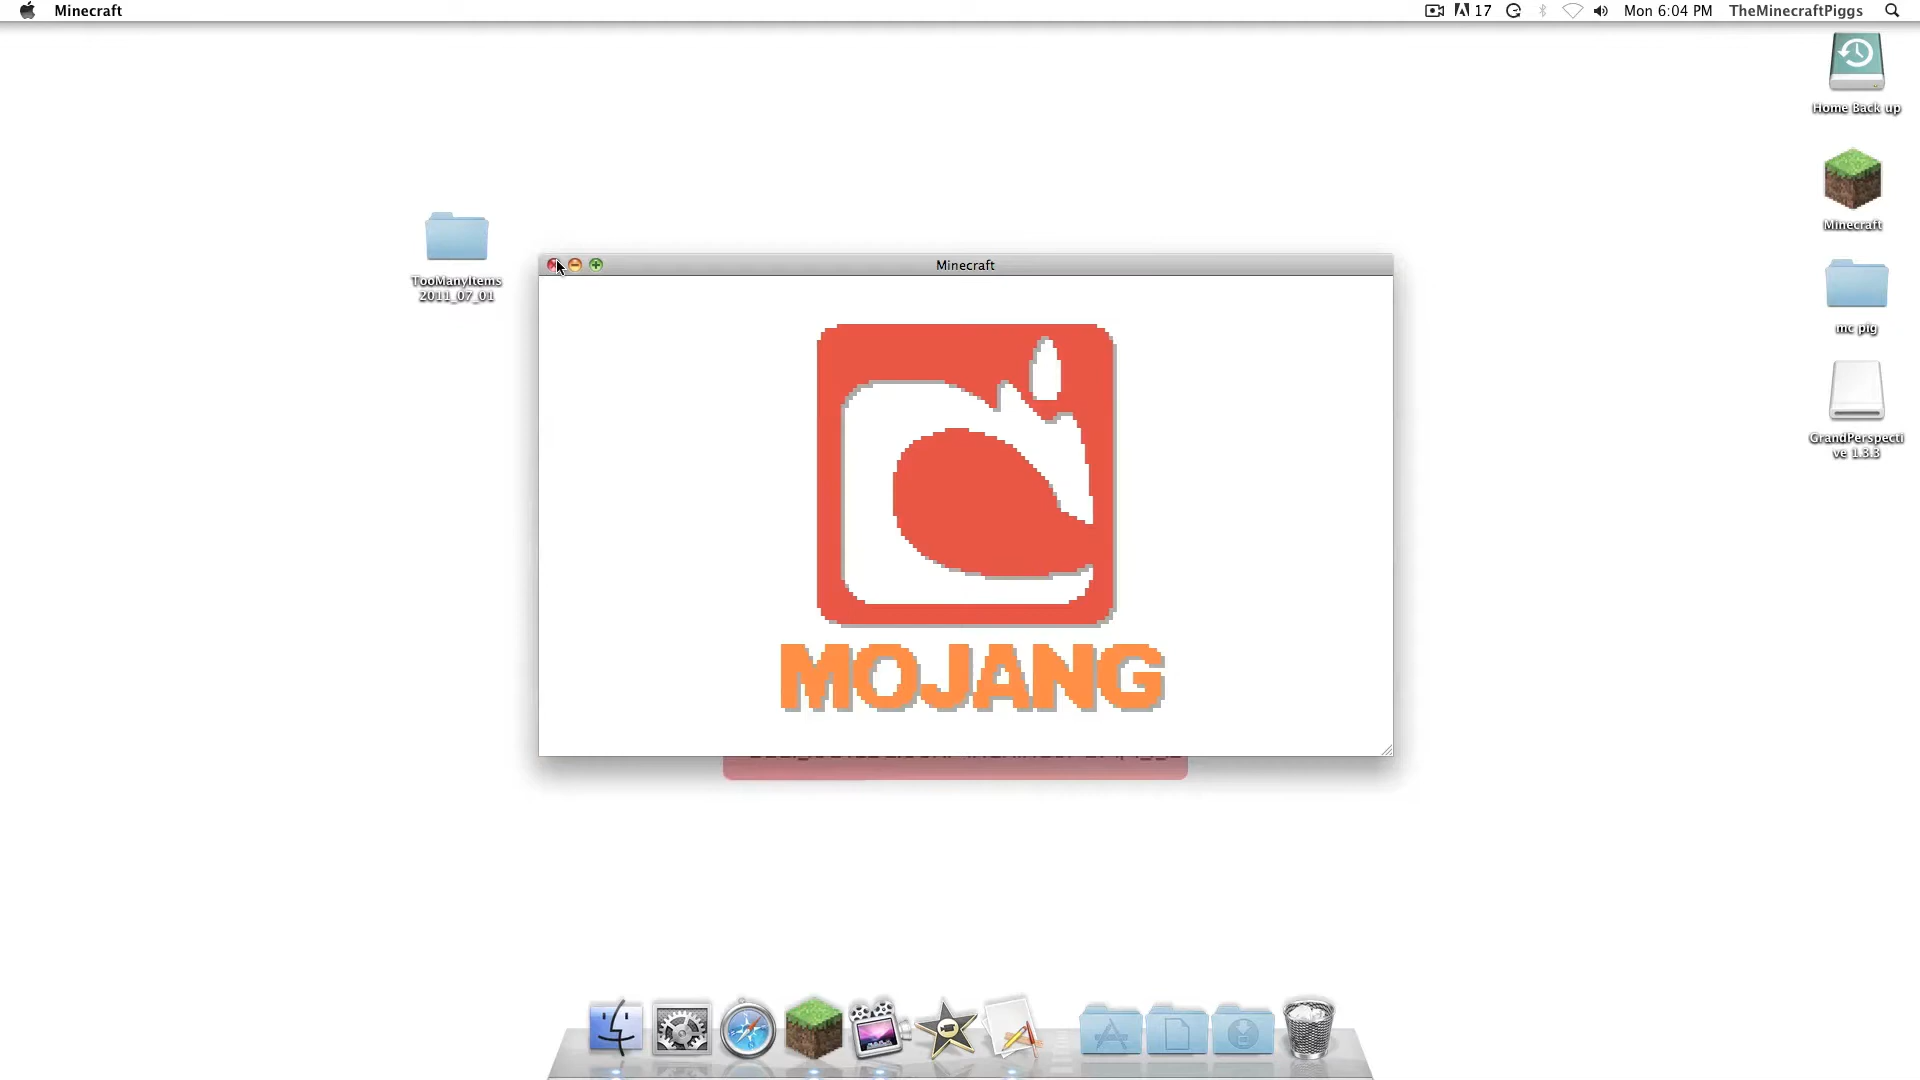 Minecraft
17
Mon 6:04 PM
TheMinecraftPiggs
Home Back up
Minecraft
TooManyItems
2011_07_01
Minecraft
mc pig
GrandPerspecti
ve 1.3.3
MOJANG